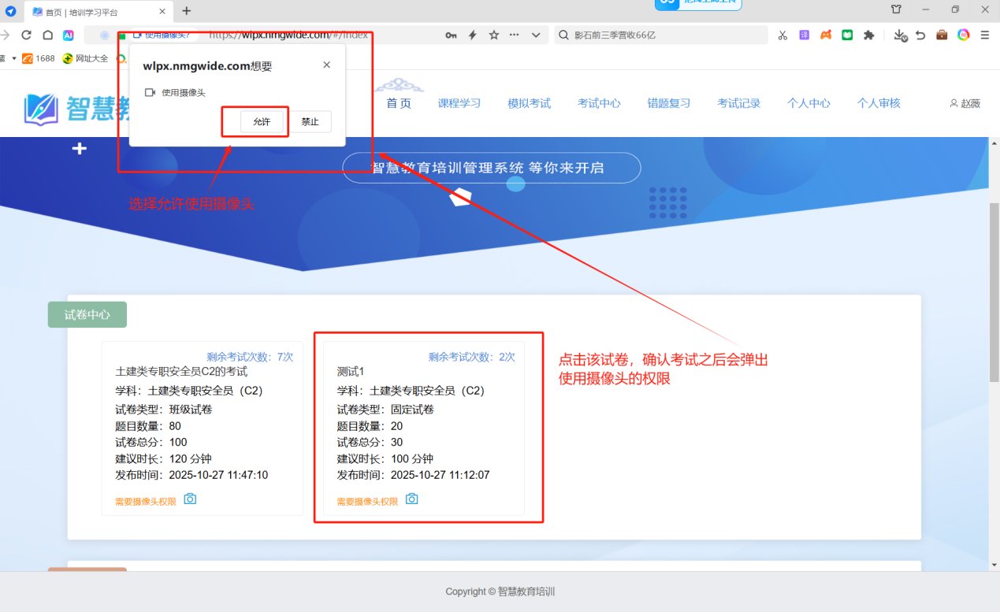 首页 | 培训学习平台
使用摄像头?
https://wlpx.nmgwide.com/#/index
影石前三季营收66亿
1688
网址大全
wlpx.nmgwide.com想要
使用摄像头
允许
禁止
智慧教
首 页
课程学习
模拟考试
考试中心
错题复习
考试记录
个人中心
个人审核
赵薇
智慧教育培训管理系统 等你来开启
选择允许使用摄像头
试卷中心
剩余考试次数：7次
土建类专职安全员C2的考试
学科：土建类专职安全员（C2）
试卷类型：班级试卷
题目数量：80
试卷总分：100
建议时长：120 分钟
发布时间：2025-10-27 11:47:10
需要摄像头权限
剩余考试次数：2次
测试1
学科：土建类专职安全员（C2）
试卷类型：固定试卷
题目数量：20
试卷总分：30
建议时长：100 分钟
发布时间：2025-10-27 11:12:07
需要摄像头权限
点击该试卷，确认考试之后会弹出
使用摄像头的权限
Copyright © 智慧教育培训